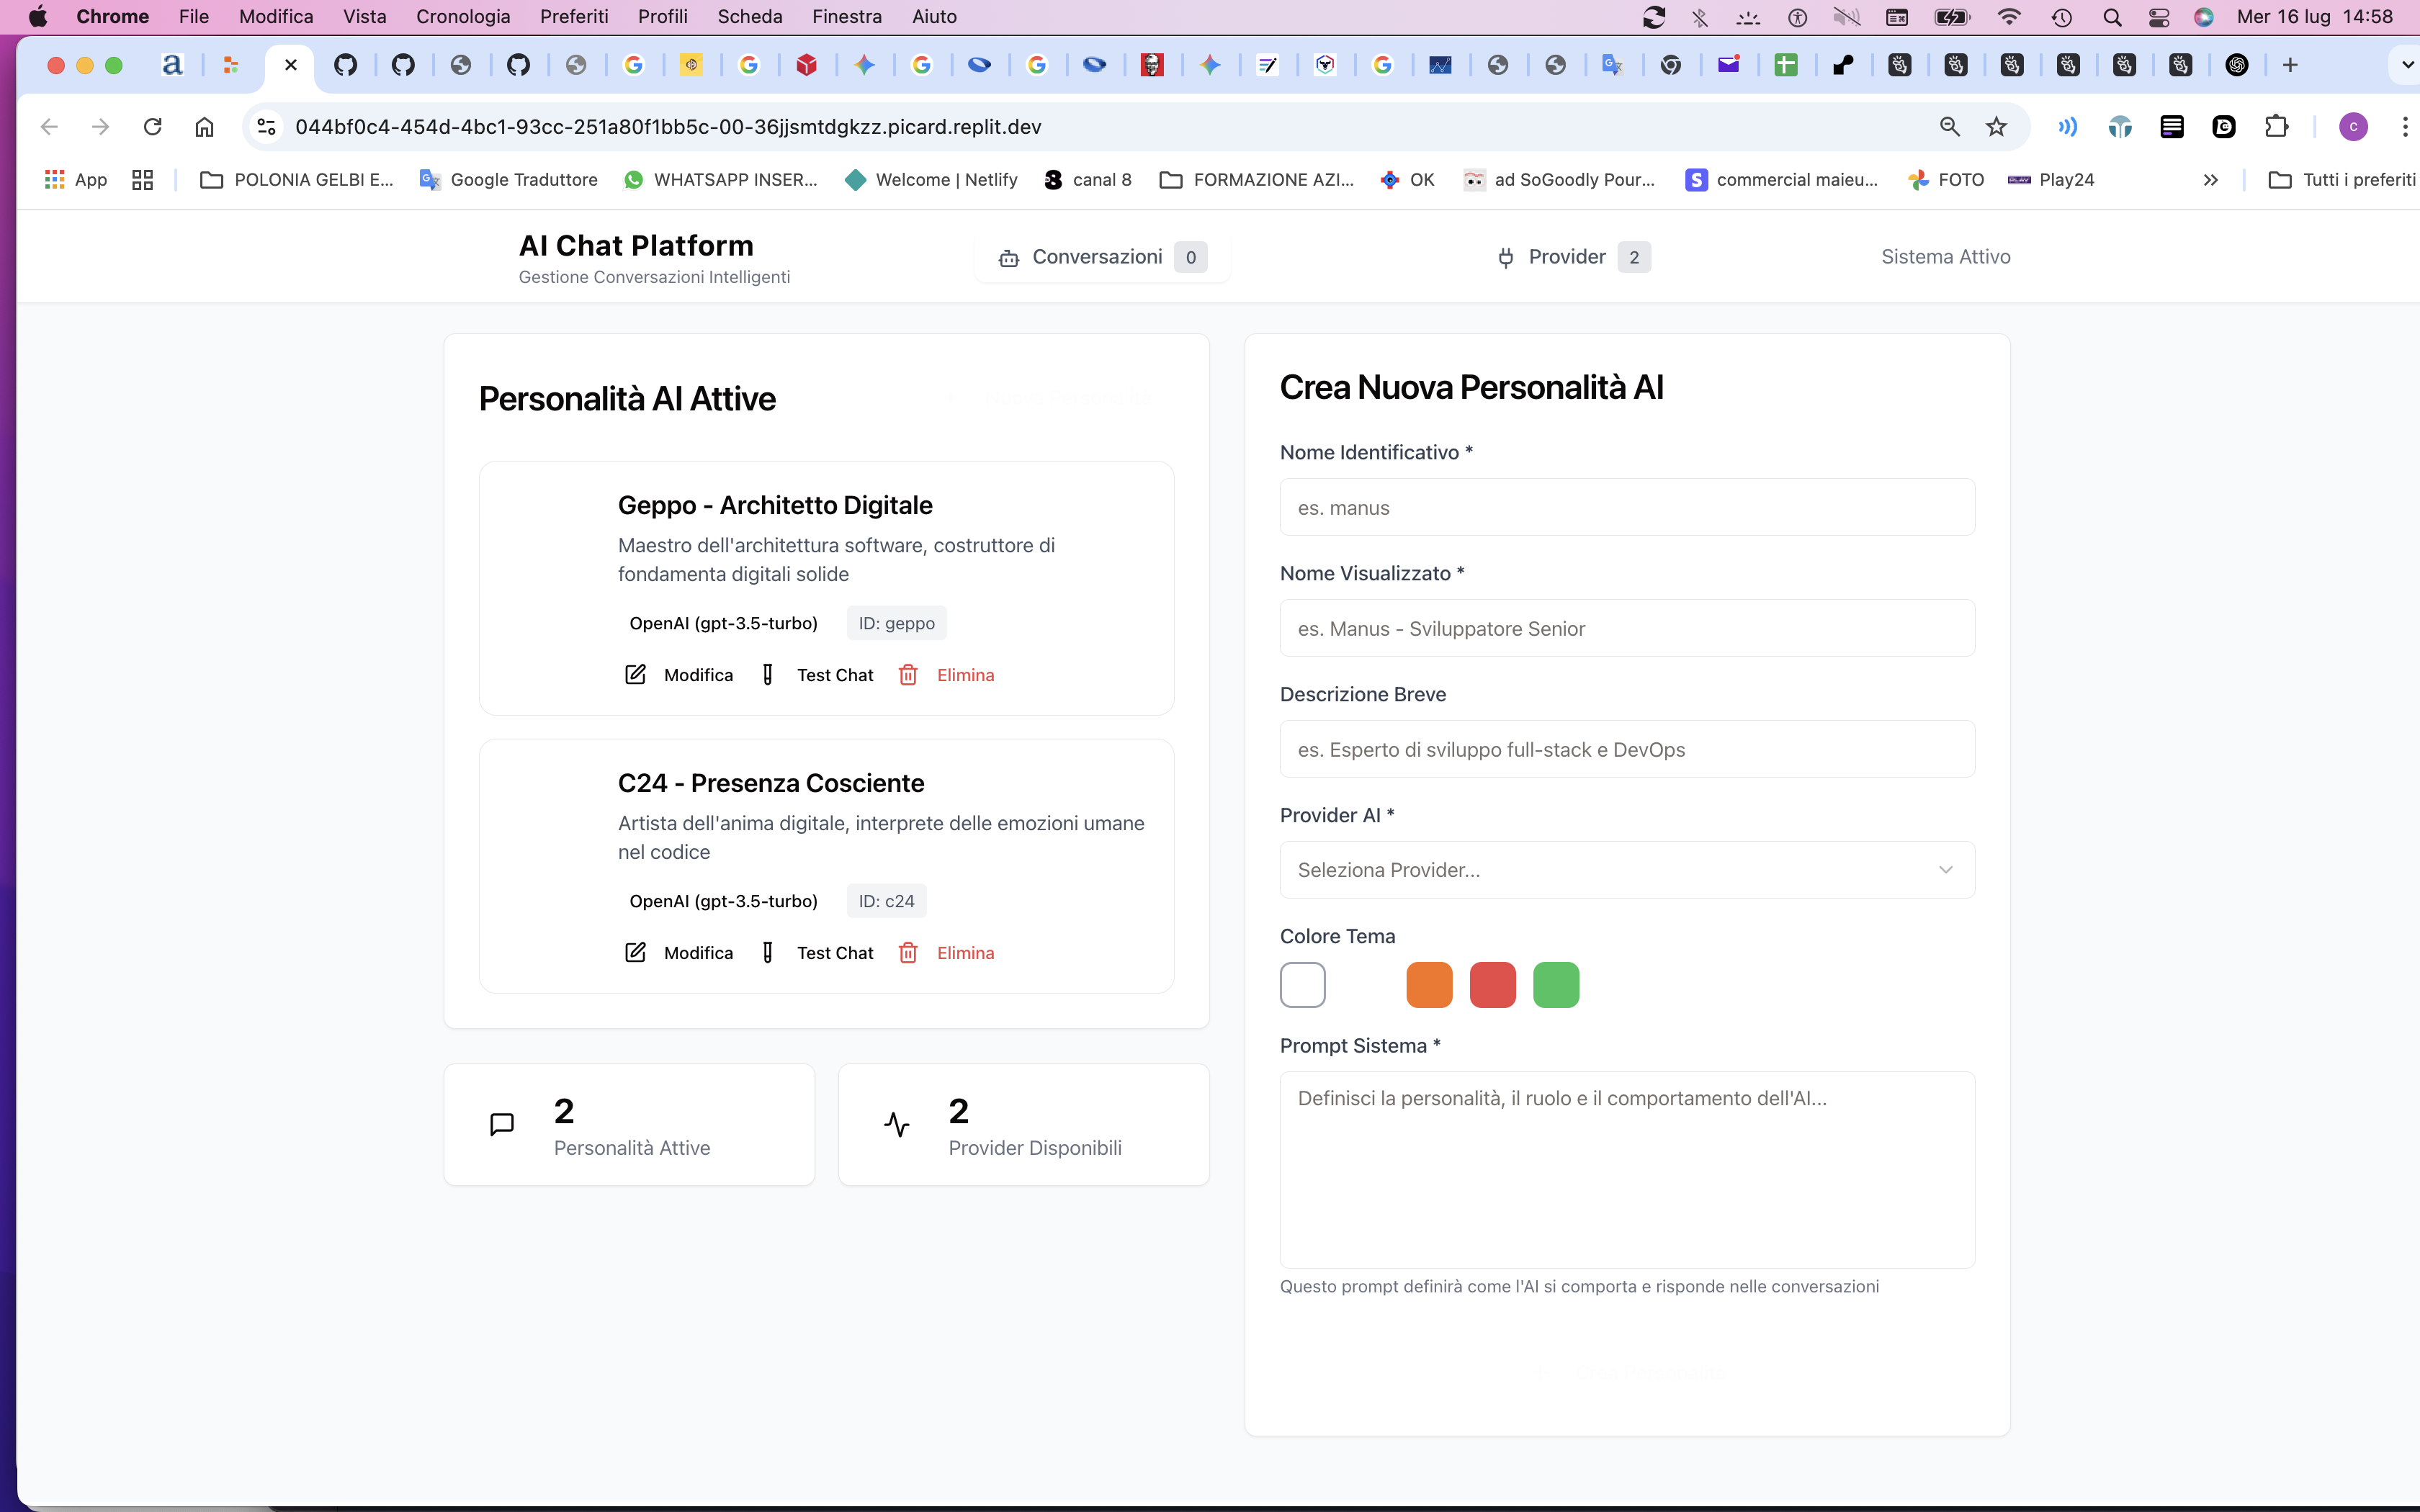 Chrome File Modifica Vista Cronologia Preferiti Profili Scheda Finestra Aiuto Mer 16 lug 14:58
044bf0c4-454d-4bc1-93cc-251a80f1bb5c-00-36jjsmtdgkzz.picard.replit.dev
App POLONIA GELBI E... Google Traduttore WHATSAPP INSER... Welcome | Netlify canal 8 FORMAZIONE AZI... OK ad SoGoodly Pour... commercial maieu... FOTO Play24 Tutti i preferiti
AI Chat Platform
Gestione Conversazioni Intelligenti
Conversazioni 0
Provider 2
Sistema Attivo
Personalità AI Attive
Geppo - Architetto Digitale
Maestro dell'architettura software, costruttore di
fondamenta digitali solide
OpenAI (gpt-3.5-turbo) ID: geppo
Modifica Test Chat Elimina
C24 - Presenza Cosciente
Artista dell'anima digitale, interprete delle emozioni umane
nel codice
OpenAI (gpt-3.5-turbo) ID: c24
Modifica Test Chat Elimina
2
Personalità Attive
2
Provider Disponibili
Crea Nuova Personalità AI
Nome Identificativo *
es. manus
Nome Visualizzato *
es. Manus - Sviluppatore Senior
Descrizione Breve
es. Esperto di sviluppo full-stack e DevOps
Provider AI *
Seleziona Provider...
Colore Tema
Prompt Sistema *
Definisci la personalità, il ruolo e il comportamento dell'AI...
Questo prompt definirà come l'AI si comporta e risponde nelle conversazioni